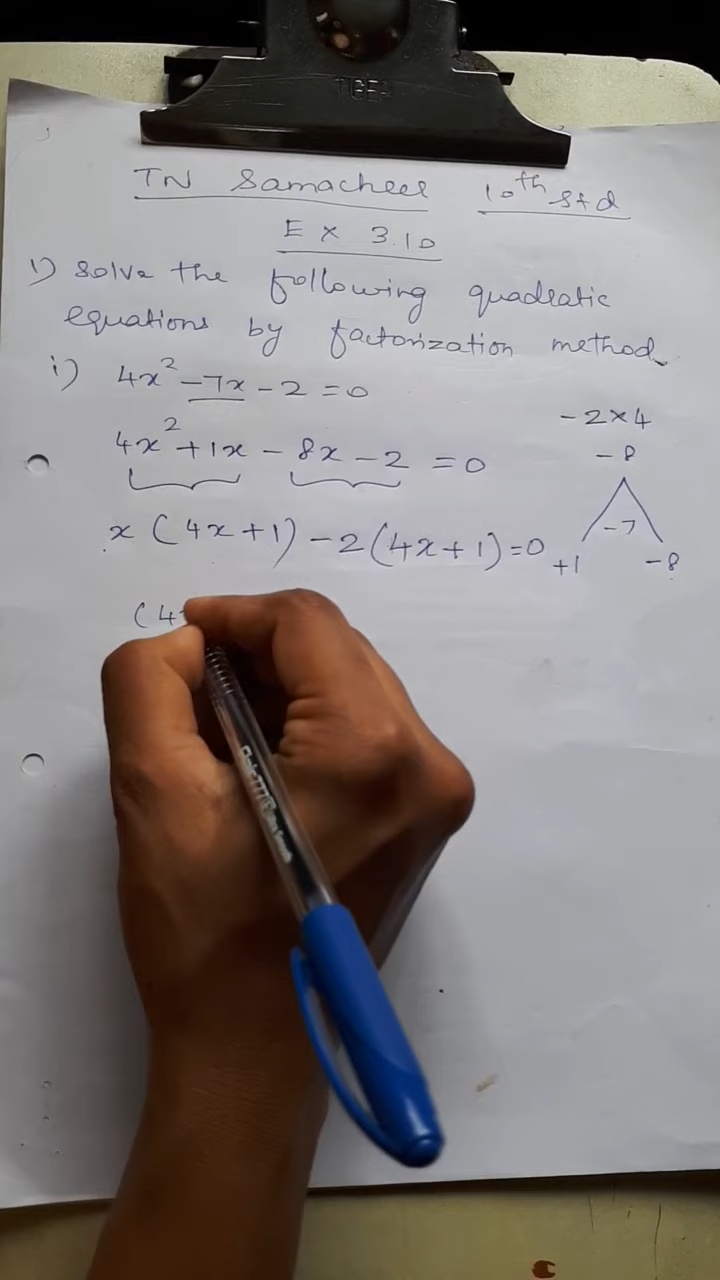 TIGER
TN Samacheer 10th Std
EX 3.10
1) Solve the following quadratic
equations by factorization method
i) 4x² - 7x - 2 = 0
-2 × 4
4x² + 1x - 8x - 2 = 0
-8
-7
x (4x + 1) - 2 (4x + 1) = 0
+1 -8
(4